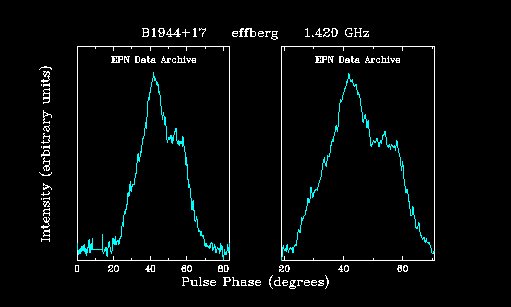 B1944+17 effberg 1.420 GHz
EPN Data Archive
EPN Data Archive
Intensity (arbitrary units)
0 20 40 60 80
20 40 60
Pulse Phase (degrees)